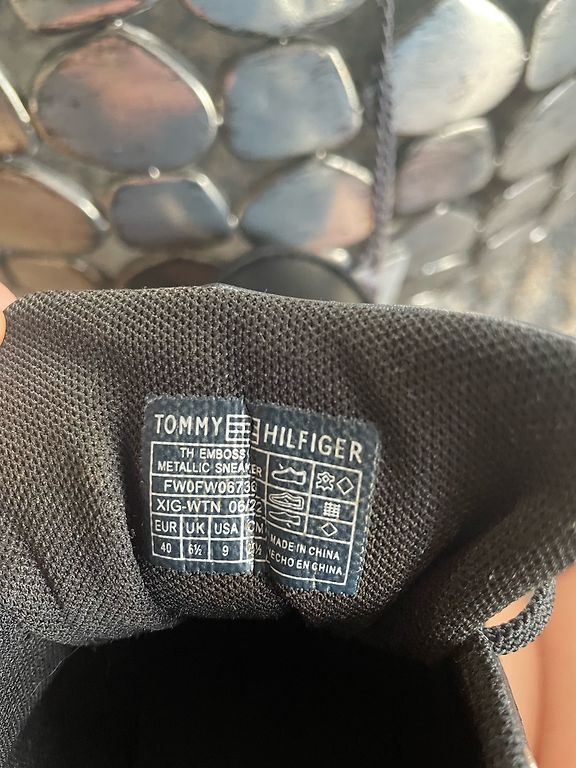 TOMMY HILFIGER
TH EMBOSS
METALLIC SNEAKER
FW0FW06730
XIG-WTN 06/22
EUR UK USA CM
40 6½ 9
MADE IN CHINA
HECHO EN CHINA